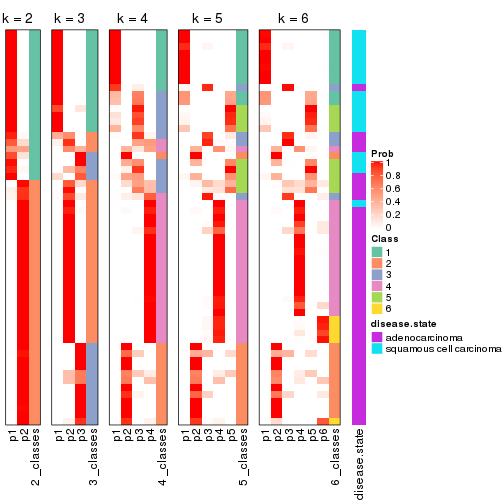 k = 2 k = 3 k = 4 k = 5 k = 6
Prob
1
0.8
0.6
0.4
0.2
0
Class
1
2
3
4
5
6
disease.state
adenocarcinoma
squamous cell carcinoma
p1 p2 2_classes p1 p2 p3 3_classes p1 p2 p3 p4 4_classes p1 p2 p3 p4 p5 5_classes p1 p2 p3 p4 p5 p6 6_classes disease.state